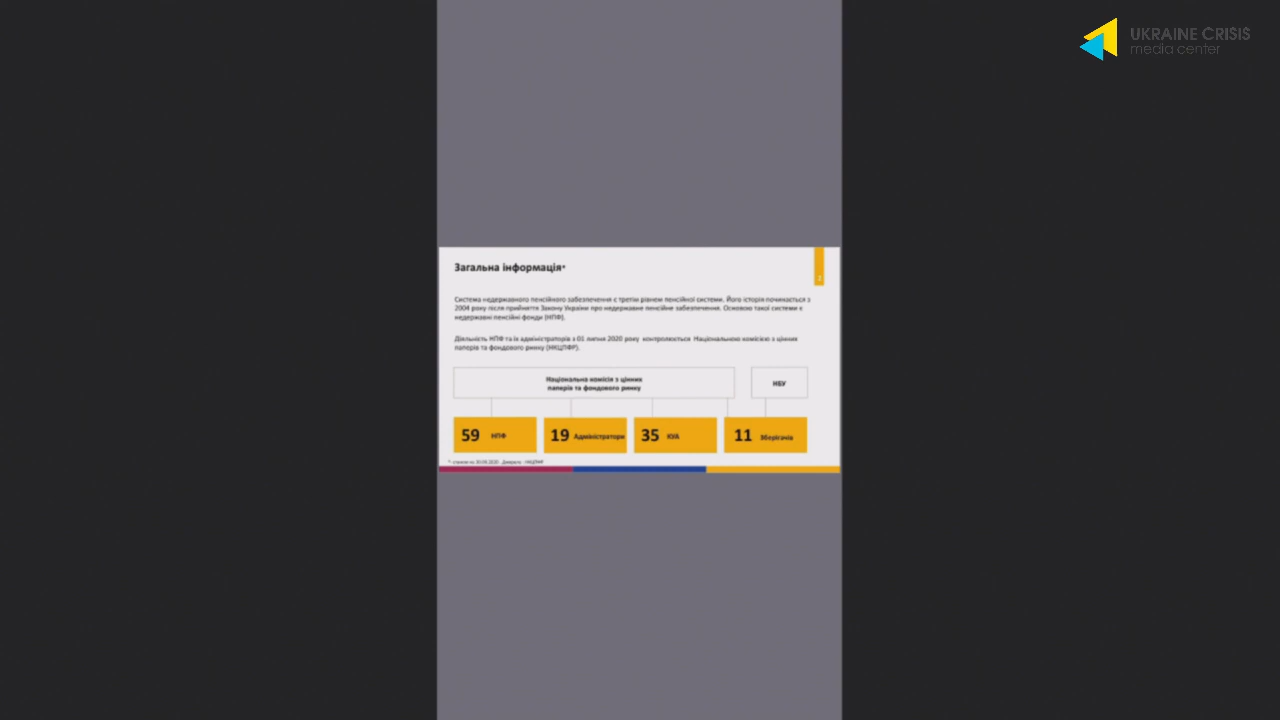 UKRAINE CRISIS
media center
Загальна інформація*
Система недержавного пенсійного забезпечення є третім рівнем пенсійної системи. Його історія починається з
2004 року після прийняття Закону України про недержавне пенсійне забезпечення. Основою такої системи є
недержавні пенсійні фонди (НПФ).
Діяльність НПФ та їх адміністраторів з 01 липня 2020 року контролюється Національною комісією з цінних
паперів та фондового ринку (НКЦПФР).
Національна комісія з цінних
паперів та фондового ринку
НБУ
59 НПФ
19 Адміністратори
35 КУА
11 Зберігачів